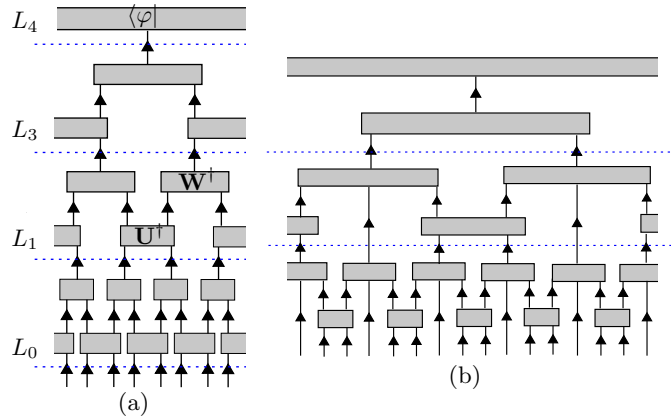 L₄ ⟨φ|
L₃
W†
L₁ U†
L₀
(a) (b)